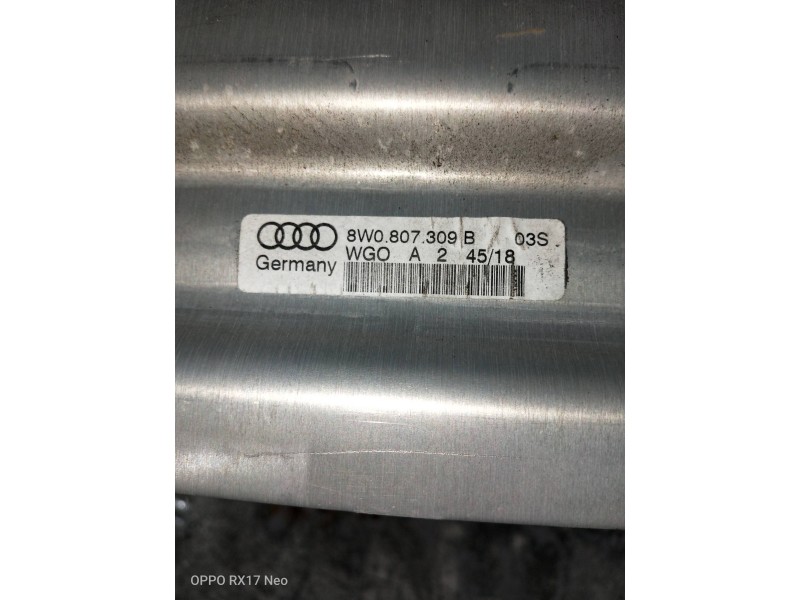 8W0.807.309 B 03S
Germany WGO A 2 45/18
OPPO RX17 Neo